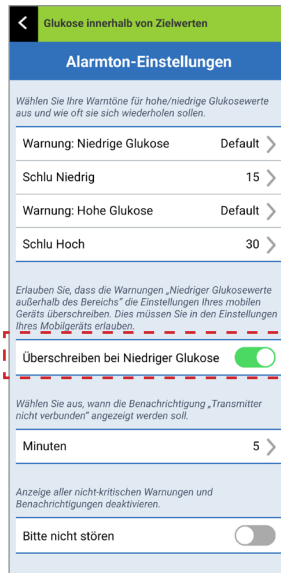 Glukose innerhalb von Zielwerten
Alarmton-Einstellungen
Wählen Sie Ihre Warntöne für hohe/niedrige Glukosewerte
aus und wie oft sie sich wiederholen sollen.
Warnung: Niedrige Glukose Default
Schlu Niedrig 15
Warnung: Hohe Glukose Default
Schlu Hoch 30
Erlauben Sie, dass die Warnungen „Niedriger Glukosewerte
außerhalb des Bereichs" die Einstellungen Ihres mobilen
Geräts überschreiben. Dies müssen Sie in den Einstellungen
Ihres Mobilgeräts erlauben.
Überschreiben bei Niedriger Glukose
Wählen Sie aus, wann die Benachrichtigung „Transmitter
nicht verbunden" angezeigt werden soll.
Minuten 5
Anzeige aller nicht-kritischen Warnungen und
Benachrichtigungen deaktivieren.
Bitte nicht stören